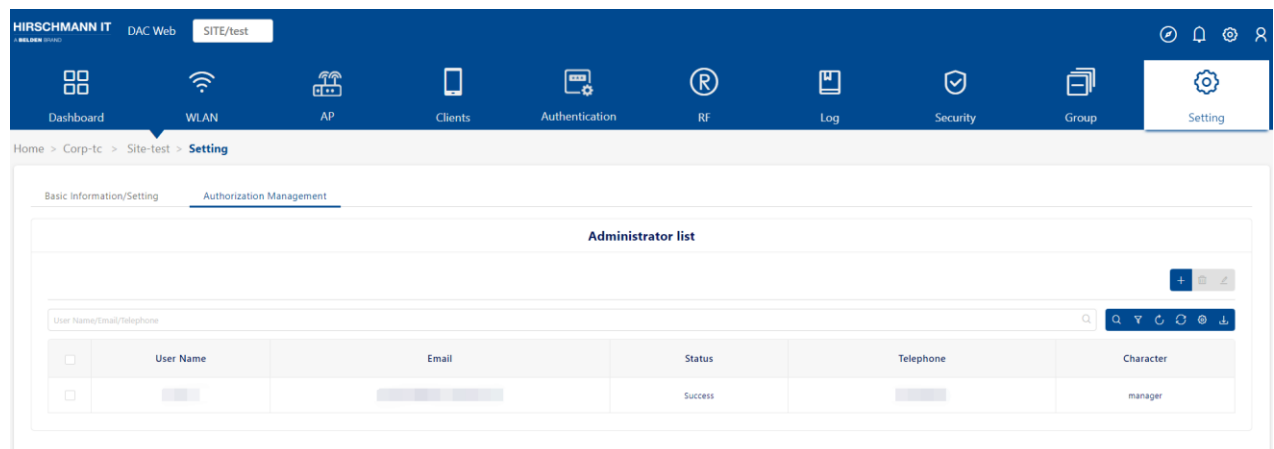 HIRSCHMANN IT DAC Web SITE/test
A BELDEN BRAND
Dashboard WLAN AP Clients Authentication RF Log Security Group Setting
Home > Corp-tc > Site-test > Setting
Basic Information/Setting Authorization Management
Administrator list
User Name/Email/Telephone
User Name Email Status Telephone Character
Success manager